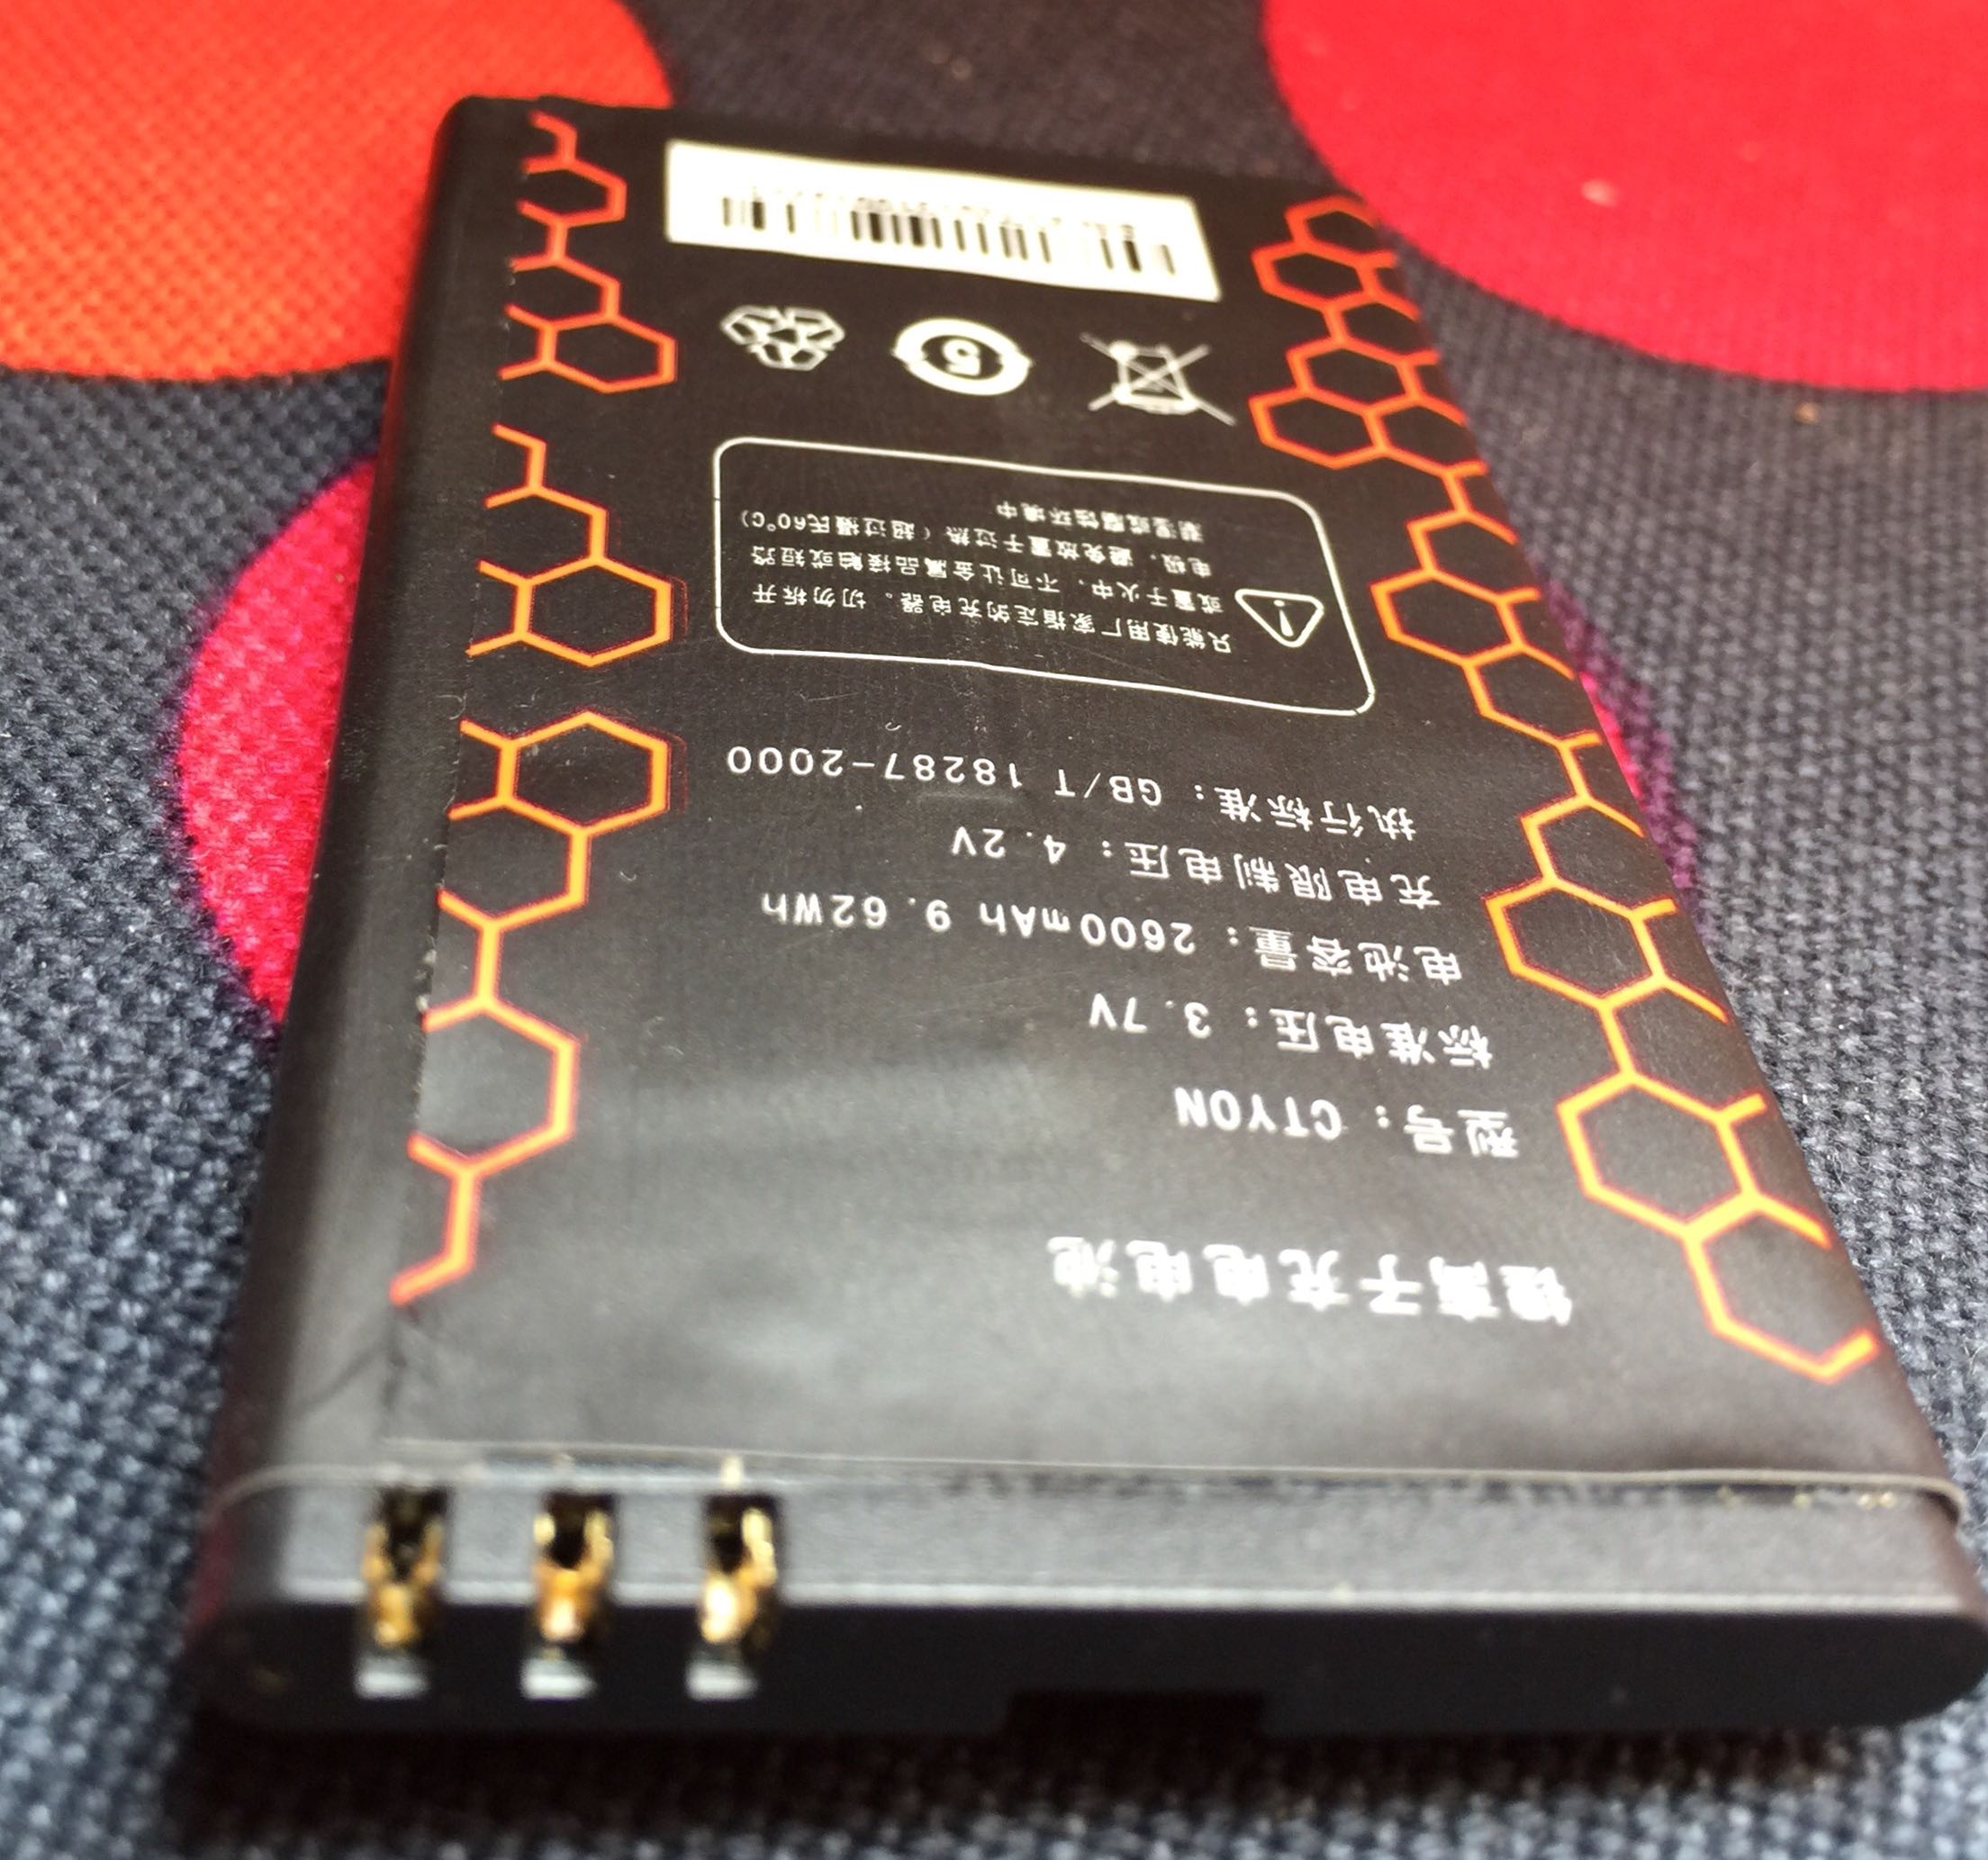 锂离子充电电池
型号：CTYON
标准电压：3.7V
电池容量：2600mAh 9.62Wh
充电限制电压：4.2V
执行标准：GB/T 18287-2000
只能使用厂家指定的充电器。切勿拆开
或置于火中，不可让金属品接触或短路
电极，避免放置于过热（超过摄氏60°C）
潮湿或腐蚀环境中
5